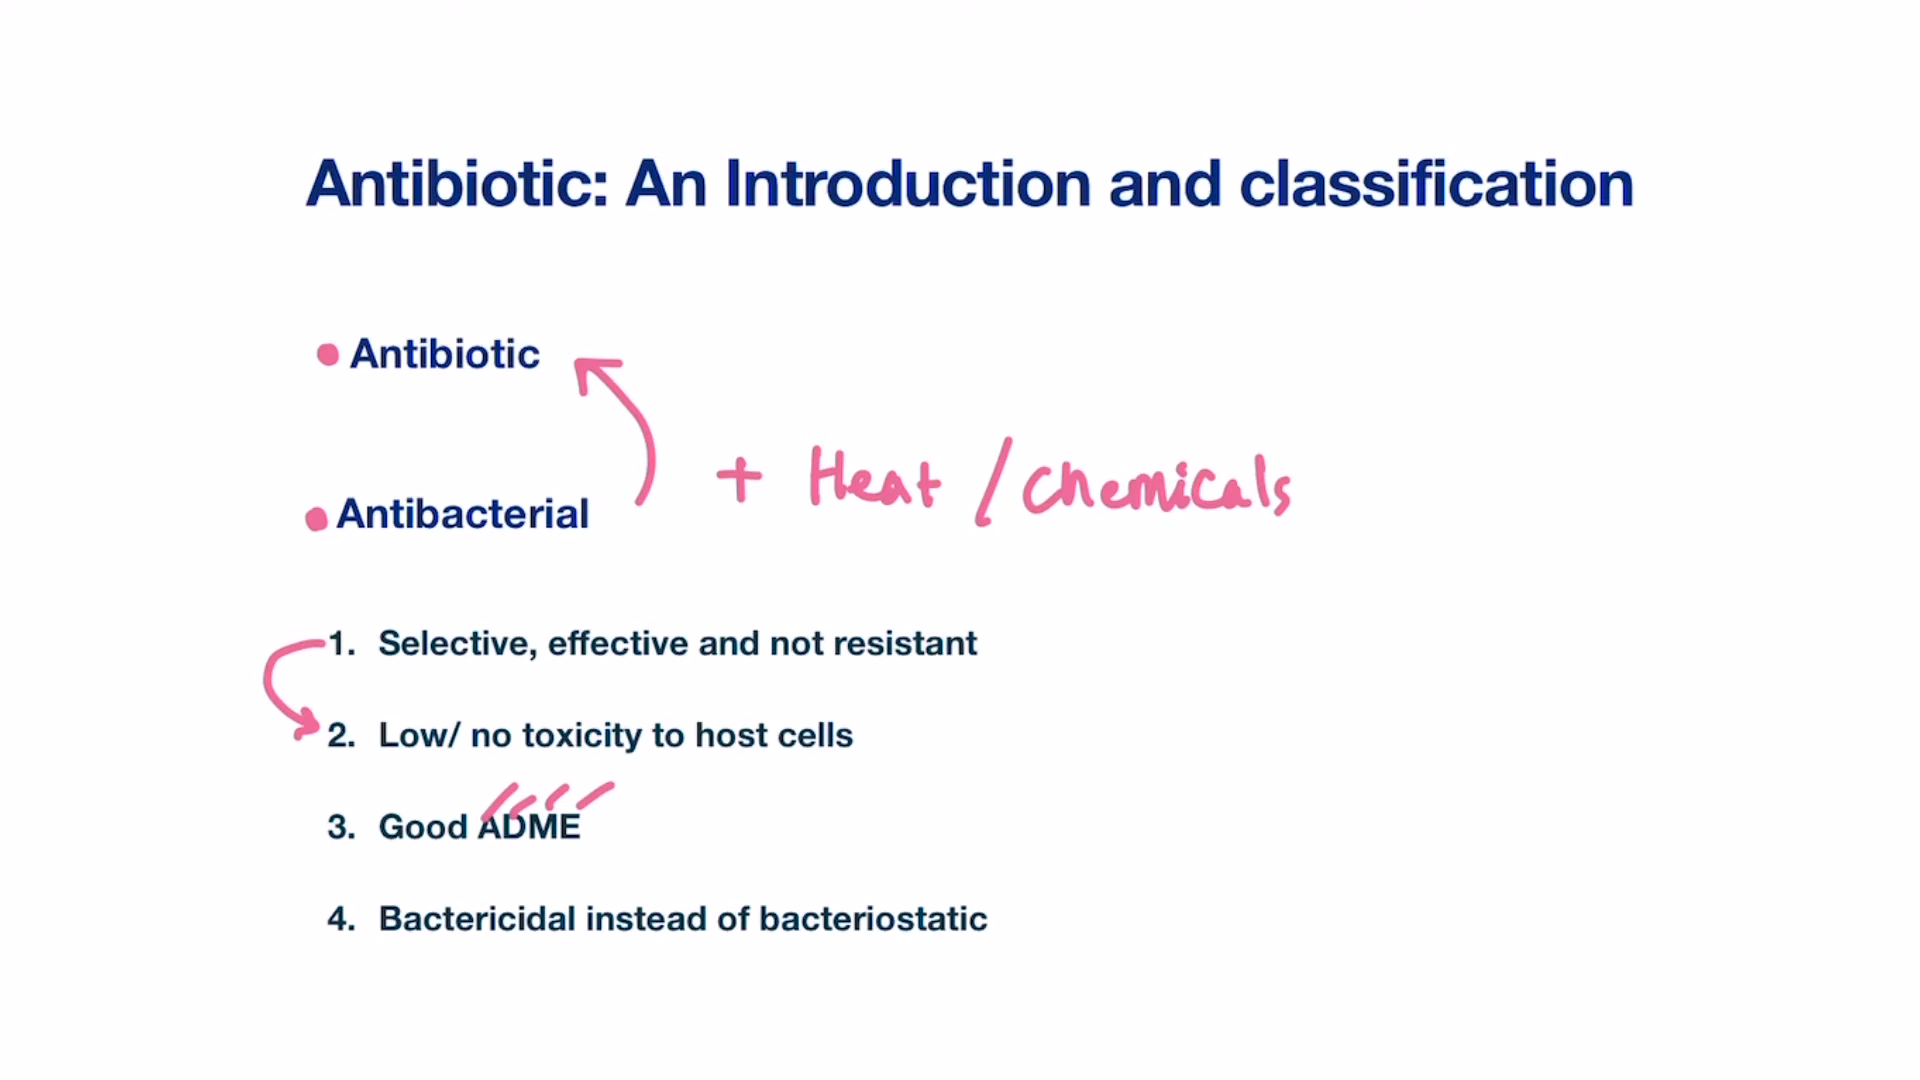 Antibiotic: An Introduction and classification
• Antibiotic
+ Heat / chemicals
• Antibacterial
1. Selective, effective and not resistant
2. Low/ no toxicity to host cells
3. Good ADME
4. Bactericidal instead of bacteriostatic